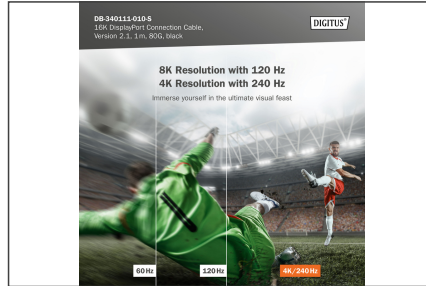 DB-340111-010-S
16K DisplayPort Connection Cable,
Version 2.1, 1m, 80G, black
DIGITUS®
8K Resolution with 120 Hz
4K Resolution with 240 Hz
Immerse yourself in the ultimate visual feast
60 Hz
120 Hz
4K/240 Hz